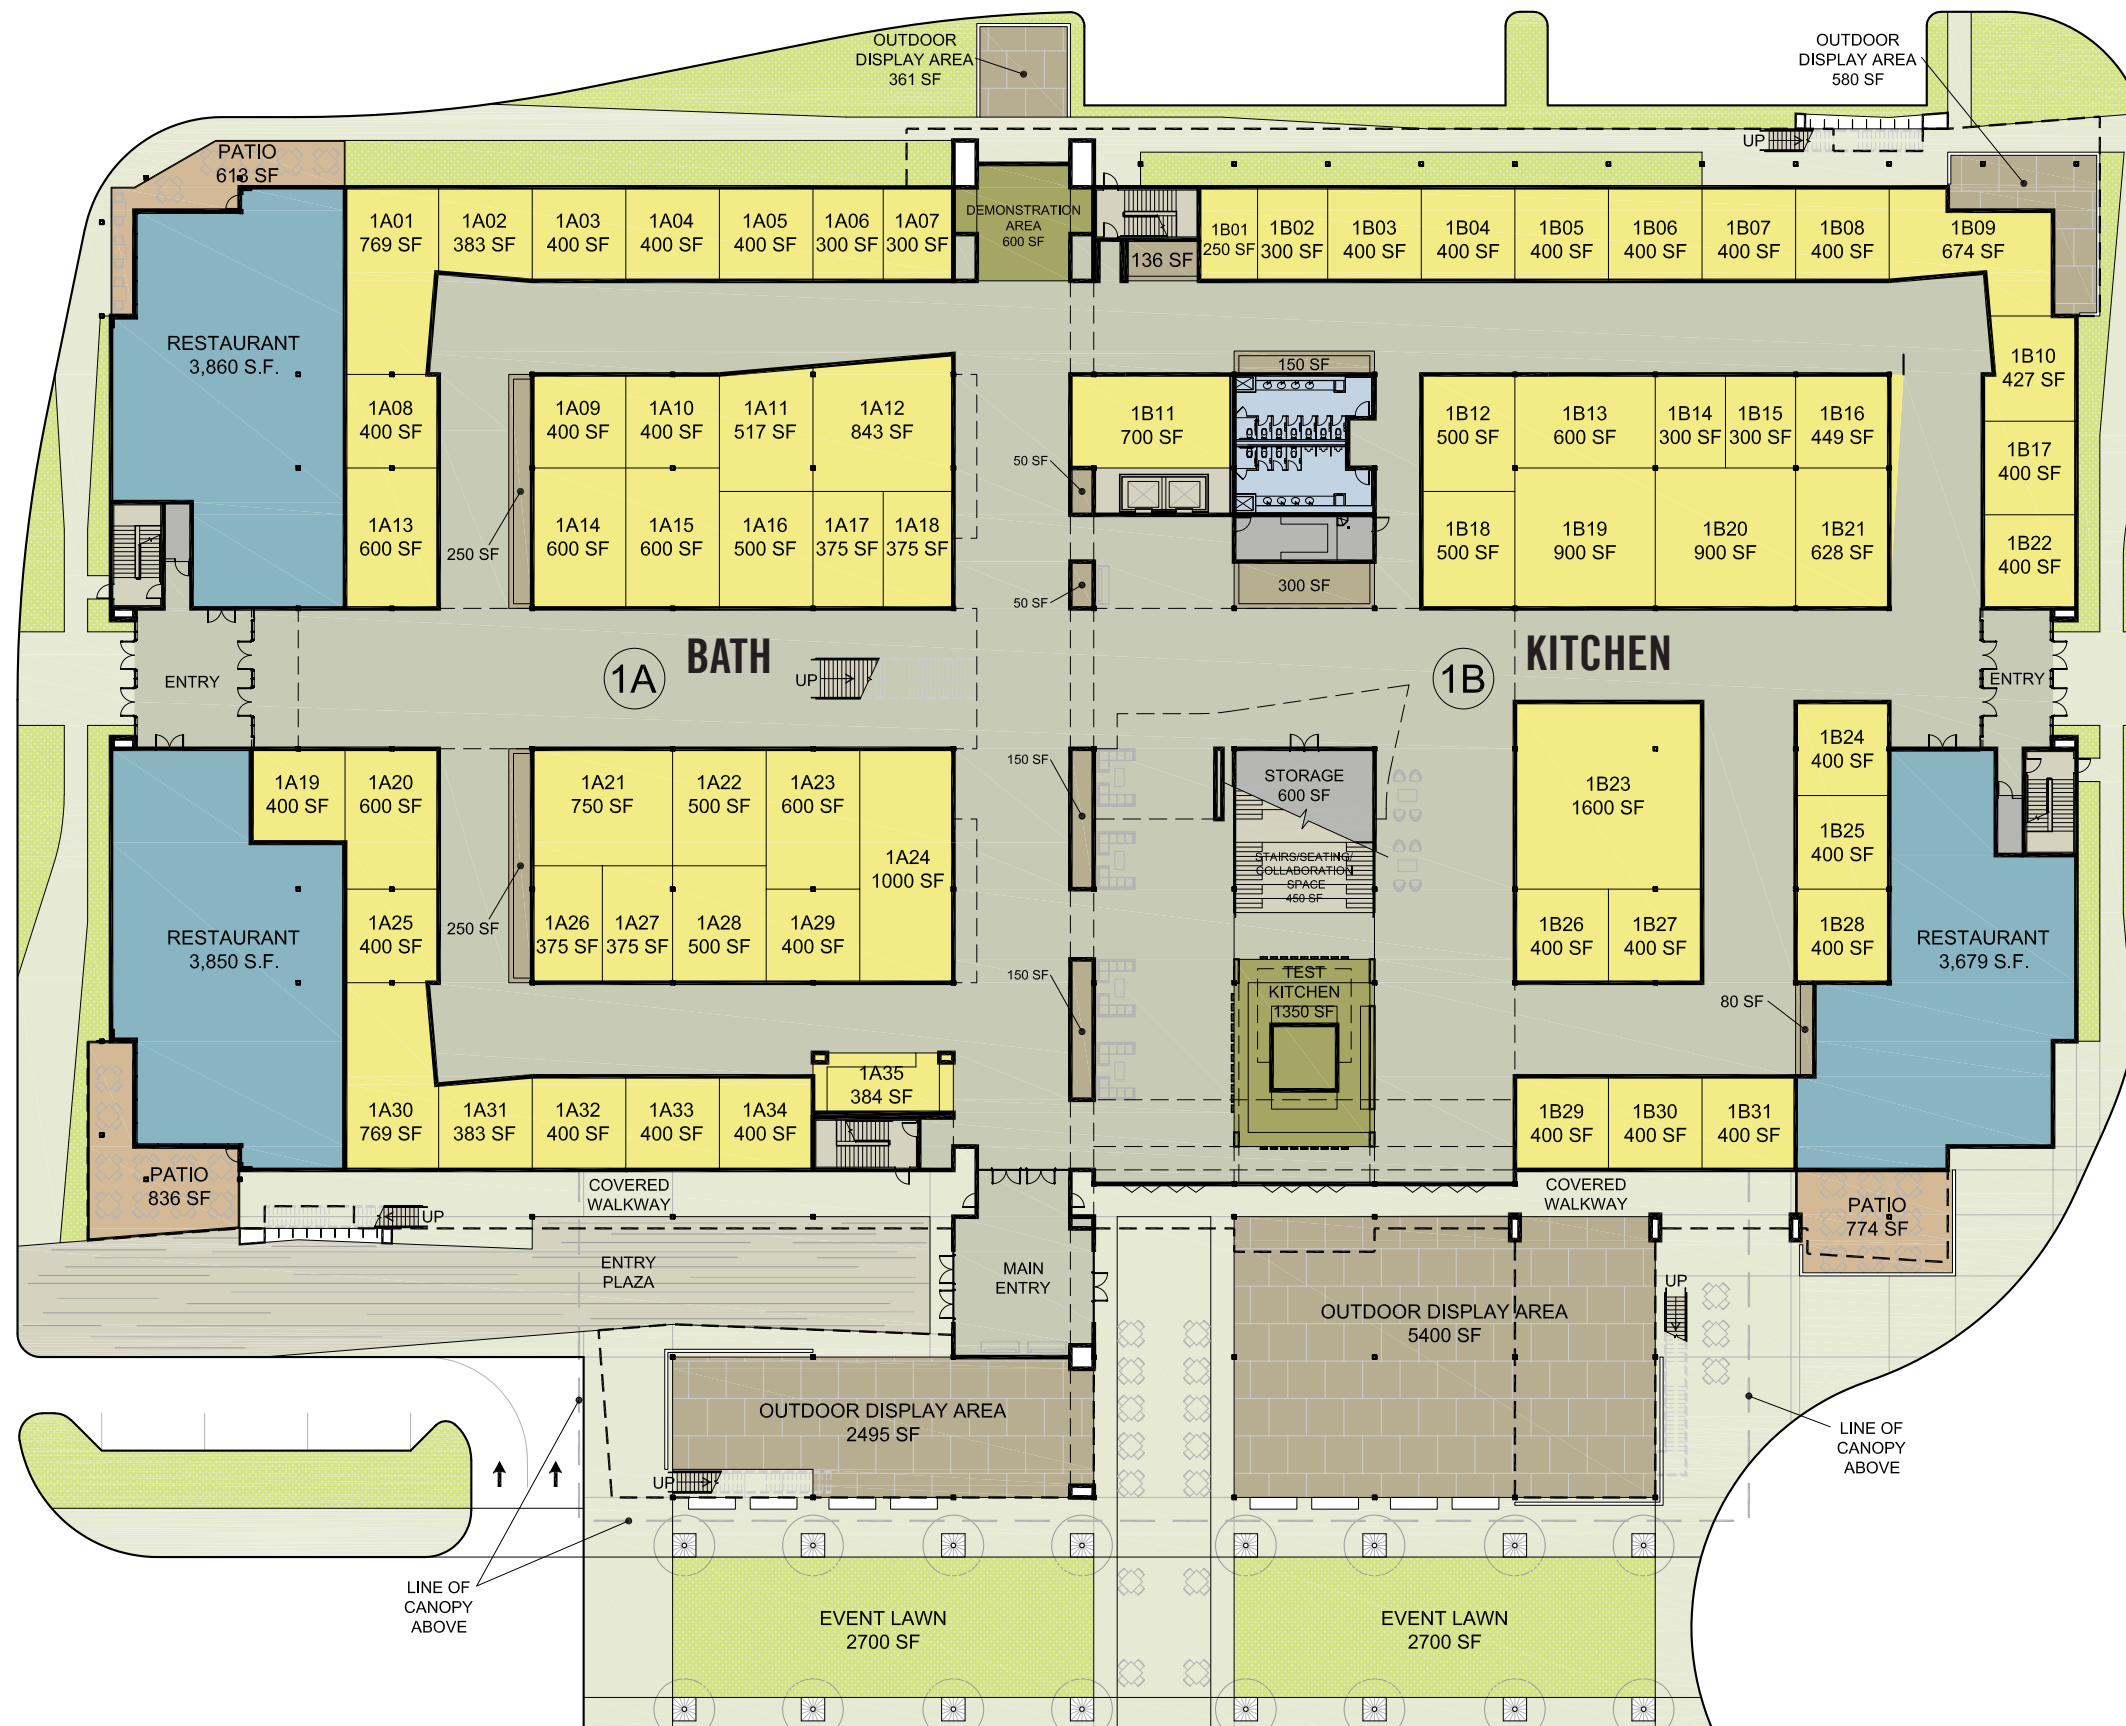 OUTDOOR
DISPLAY AREA
361 SF
OUTDOOR
DISPLAY AREA
580 SF
UP
PATIO
613 SF
1A01
769 SF
1A02
383 SF
1A03
400 SF
1A04
400 SF
1A05
400 SF
1A06
300 SF
1A07
300 SF
DEMONSTRATION
AREA
600 SF
136 SF
1B01
250 SF
1B02
300 SF
1B03
400 SF
1B04
400 SF
1B05
400 SF
1B06
400 SF
1B07
400 SF
1B08
400 SF
1B09
674 SF
RESTAURANT
3,860 S.F.
1A08
400 SF
1A09
400 SF
1A10
400 SF
1A11
517 SF
1A12
843 SF
1B11
700 SF
150 SF
1B12
500 SF
1B13
600 SF
1B14
300 SF
1B15
300 SF
1B16
449 SF
1B10
427 SF
1B17
400 SF
50 SF
1A13
600 SF
250 SF
1A14
600 SF
1A15
600 SF
1A16
500 SF
1A17
375 SF
1A18
375 SF
1B18
500 SF
1B19
900 SF
1B20
900 SF
1B21
628 SF
1B22
400 SF
50 SF
300 SF
ENTRY
1A
BATH
UP
1B
KITCHEN
ENTRY
1A19
400 SF
1A20
600 SF
1A21
750 SF
1A22
500 SF
1A23
600 SF
150 SF
STORAGE
600 SF
1B23
1600 SF
1B24
400 SF
1B25
400 SF
1A24
1000 SF
STAIRS/SEATING/
COLLABORATION
SPACE
450 SF
RESTAURANT
3,850 S.F.
1A25
400 SF
250 SF
1A26
375 SF
1A27
375 SF
1A28
500 SF
1A29
400 SF
150 SF
TEST
KITCHEN
1350 SF
1B26
400 SF
1B27
400 SF
1B28
400 SF
RESTAURANT
3,679 S.F.
80 SF
1A30
769 SF
1A31
383 SF
1A32
400 SF
1A33
400 SF
1A34
400 SF
1A35
384 SF
1B29
400 SF
1B30
400 SF
1B31
400 SF
PATIO
836 SF
UP
COVERED
WALKWAY
COVERED
WALKWAY
PATIO
774 SF
ENTRY
PLAZA
MAIN
ENTRY
UP
OUTDOOR DISPLAY AREA
5400 SF
OUTDOOR DISPLAY AREA
2495 SF
UP
LINE OF
CANOPY
ABOVE
LINE OF
CANOPY
ABOVE
EVENT LAWN
2700 SF
EVENT LAWN
2700 SF